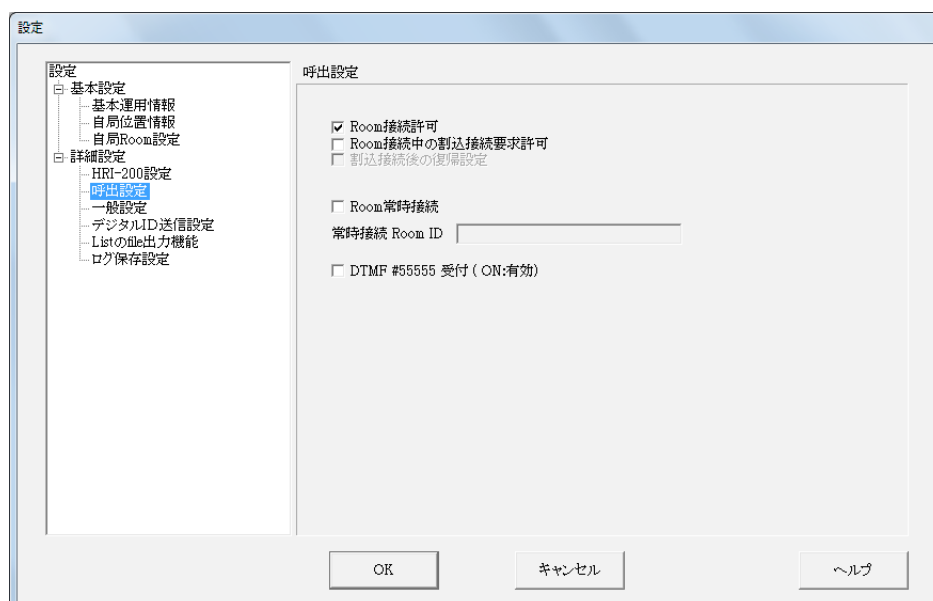 設定
設定
基本設定
基本運用情報
自局位置情報
自局Room設定
詳細設定
HRI-200設定
呼出設定
一般設定
デジタルID送信設定
Listのfile出力機能
ログ保存設定
呼出設定
Room接続許可
Room接続中の割込接続要求許可
割込接続後の復帰設定
Room常時接続
常時接続 Room ID
DTMF #55555 受付 ( ON:有効)
OK
キャンセル
ヘルプ